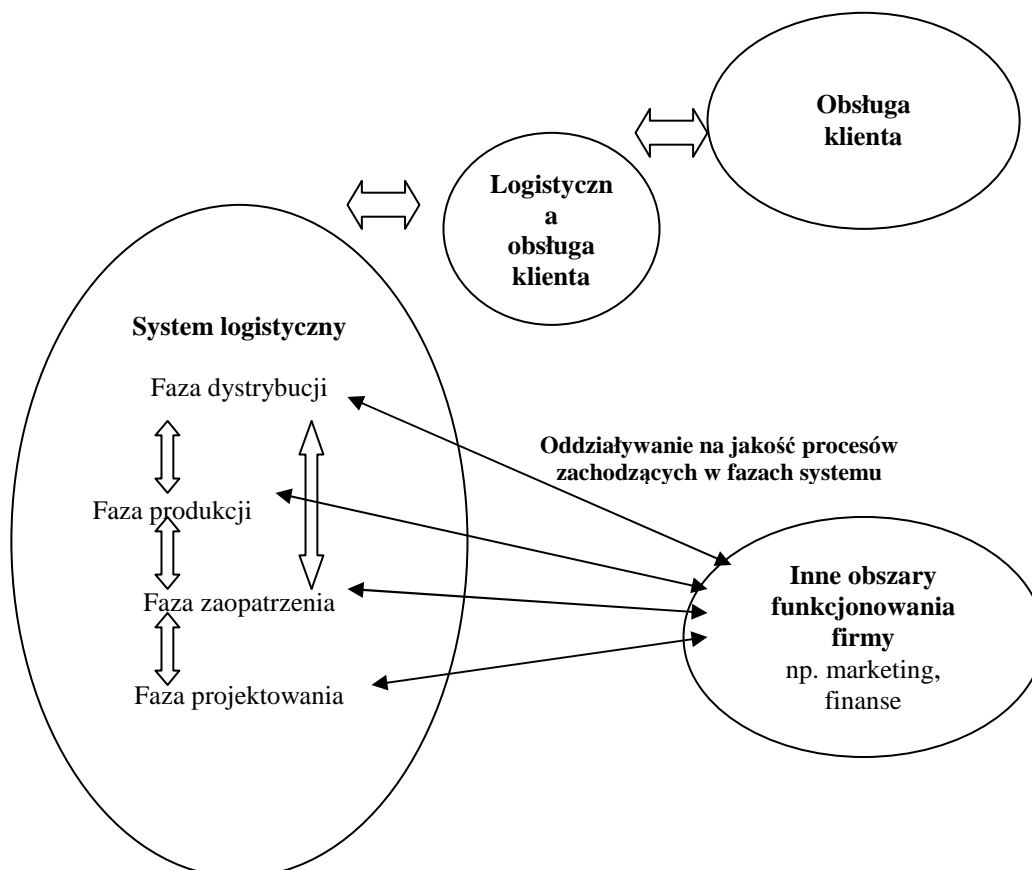 Obsługa
klienta
Logistyczn
a
obsługa
klienta
System logistyczny
Faza dystrybucji
Oddziaływanie na jakość procesów
zachodzących w fazach systemu
Faza produkcji
Faza zaopatrzenia
Faza projektowania
Inne obszary
funkcjonowania
firmy
np. marketing,
finanse